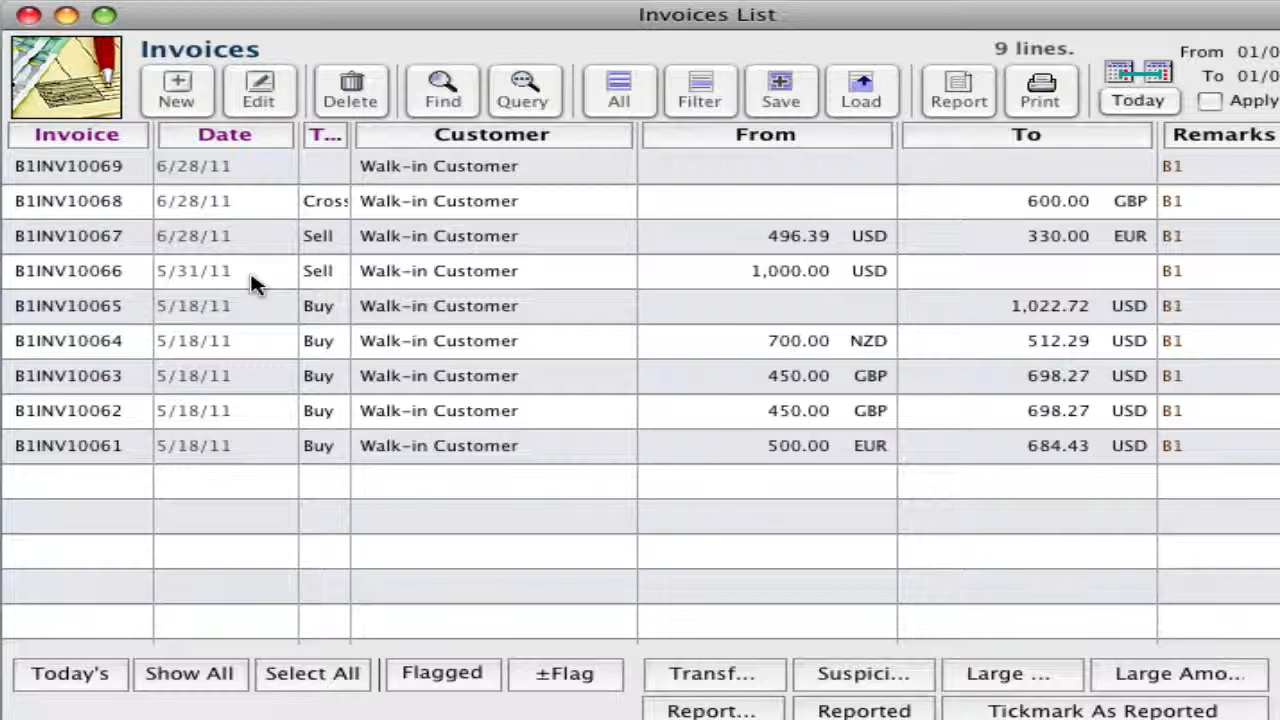 Invoices List
Invoices
9 lines.
From 01/0
To 01/0
New Edit Delete Find Query All Filter Save Load Report Print Today Apply
Invoice Date T... Customer From To Remarks
B1INV10069 6/28/11 Walk-in Customer B1
B1INV10068 6/28/11 Cross Walk-in Customer 600.00 GBP B1
B1INV10067 6/28/11 Sell Walk-in Customer 496.39 USD 330.00 EUR B1
B1INV10066 5/31/11 Sell Walk-in Customer 1,000.00 USD B1
B1INV10065 5/18/11 Buy Walk-in Customer 1,022.72 USD B1
B1INV10064 5/18/11 Buy Walk-in Customer 700.00 NZD 512.29 USD B1
B1INV10063 5/18/11 Buy Walk-in Customer 450.00 GBP 698.27 USD B1
B1INV10062 5/18/11 Buy Walk-in Customer 450.00 GBP 698.27 USD B1
B1INV10061 5/18/11 Buy Walk-in Customer 500.00 EUR 684.43 USD B1
Today's Show All Select All Flagged ±Flag Transf... Suspici... Large ... Large Amo...
Report... Reported Tickmark As Reported